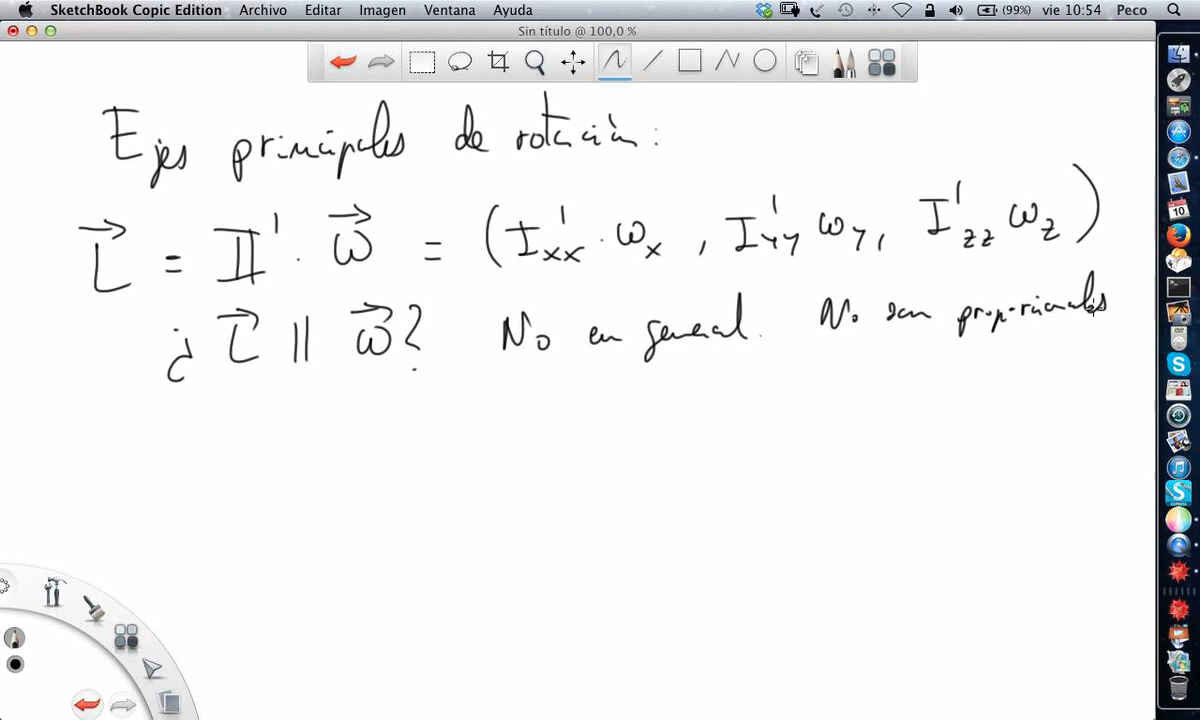 SketchBook Copic Edition Archivo Editar Imagen Ventana Ayuda (99%) vie 10:54 Peco
Sin título @ 100,0 %
Ejes principales de rotación:
L⃗ = II' · ω⃗ = (I'xx · ωx, I'yy ωy, I'zz ωz)
¿ L⃗ || ω⃗ ? No en general. No son proporcionales